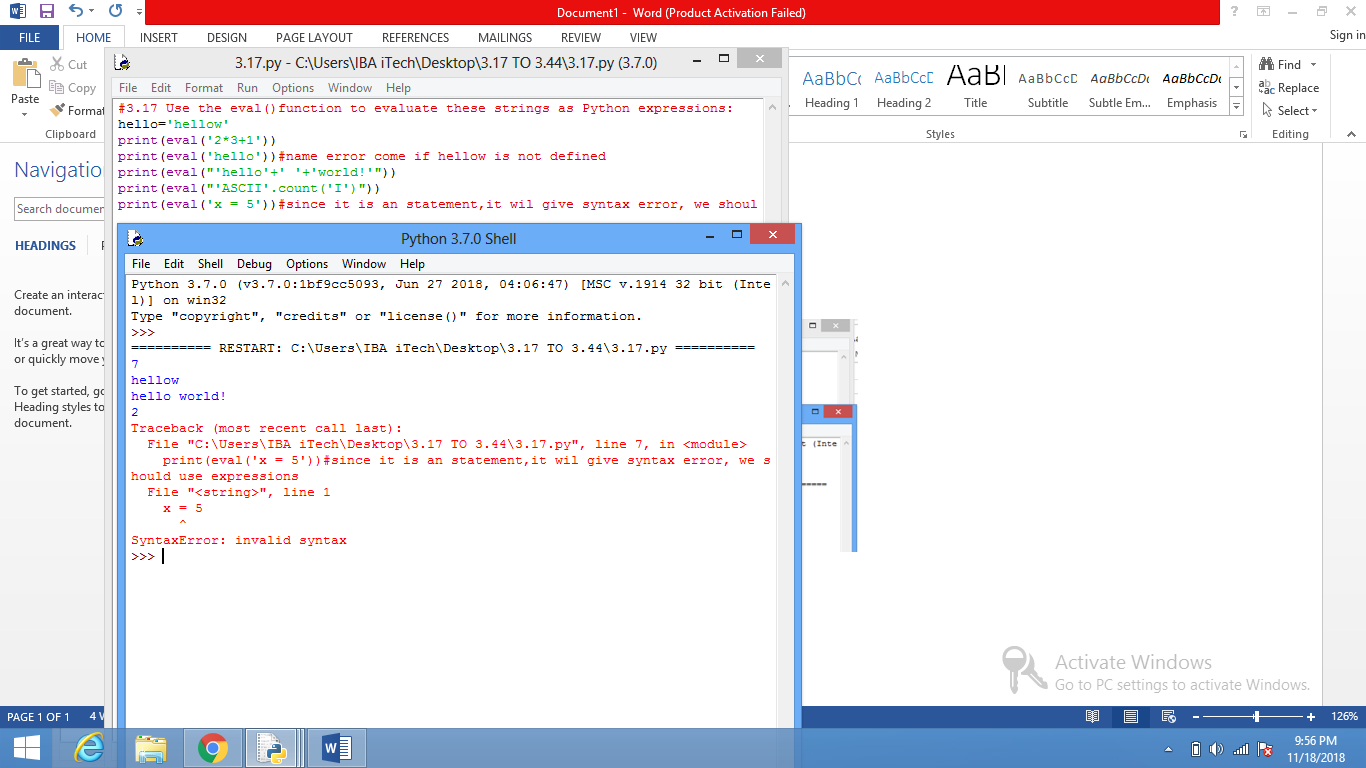 Document1 - Word (Product Activation Failed)
FILE HOME INSERT DESIGN PAGE LAYOUT REFERENCES MAILINGS REVIEW VIEW Sign in
Paste
Cut
Copy
Format
Clipboard
AaBbCc AaBbCcD AaB AaBbCcD AaBbCcDc AaBbCcDc
Heading 1 Heading 2 Title Subtitle Subtle Em... Emphasis
Styles
Find
Replace
Select
Editing
Navigatio
Search documen
HEADINGS
Create an interac
document.
It's a great way to
or quickly move y
To get started, go
Heading styles to
document.
3.17.py - C:\Users\IBA iTech\Desktop\3.17 TO 3.44\3.17.py (3.7.0)
File Edit Format Run Options Window Help
#3.17 Use the eval()function to evaluate these strings as Python expressions:
hello='hellow'
print(eval('2*3+1'))
print(eval('hello'))#name error come if hellow is not defined
print(eval("'hello'+' '+'world!'"))
print(eval("'ASCII'.count('I')"))
print(eval('x = 5'))#since it is an statement,it wil give syntax error, we shoul
Python 3.7.0 Shell
File Edit Shell Debug Options Window Help
Python 3.7.0 (v3.7.0:1bf9cc5093, Jun 27 2018, 04:06:47) [MSC v.1914 32 bit (Inte
l)] on win32
Type "copyright", "credits" or "license()" for more information.
>>>
========== RESTART: C:\Users\IBA iTech\Desktop\3.17 TO 3.44\3.17.py ==========
7
hellow
hello world!
2
Traceback (most recent call last):
  File "C:\Users\IBA iTech\Desktop\3.17 TO 3.44\3.17.py", line 7, in <module>
    print(eval('x = 5'))#since it is an statement,it wil give syntax error, we s
hould use expressions
  File "<string>", line 1
    x = 5
      ^
SyntaxError: invalid syntax
>>>
t (Inte
=====
Activate Windows
Go to PC settings to activate Windows.
PAGE 1 OF 1 4 W 126%
9:56 PM
11/18/2018